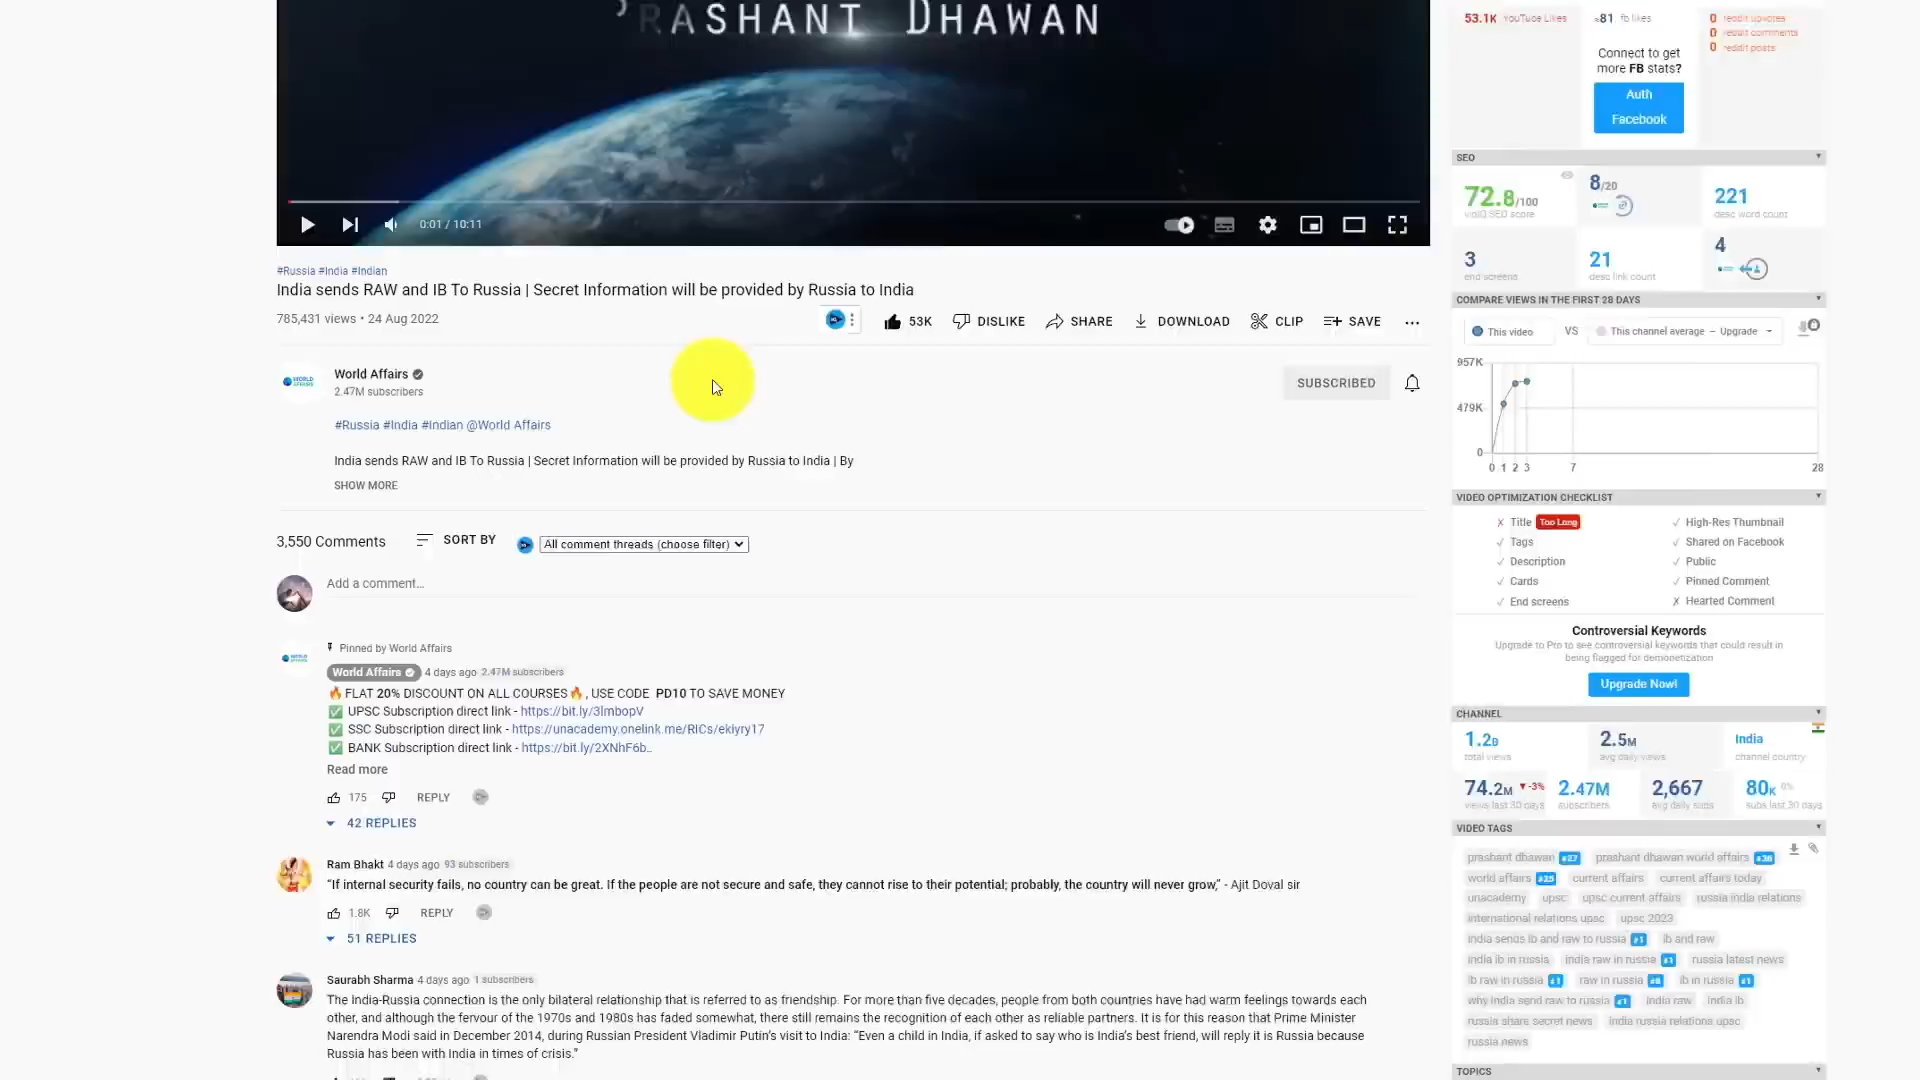 PRASHANT DHAWAN
0:01 / 10:11
#Russia #India #Indian
India sends RAW and IB To Russia | Secret Information will be provided by Russia to India
785,431 views • 24 Aug 2022
53K DISLIKE SHARE DOWNLOAD CLIP SAVE
World Affairs
2.47M subscribers
SUBSCRIBED
#Russia #India #Indian @World Affairs
India sends RAW and IB To Russia | Secret Information will be provided by Russia to India | By
SHOW MORE
3,550 Comments SORT BY All comment threads (choose filter)
Add a comment...
Pinned by World Affairs
World Affairs 4 days ago 2.47M subscribers
🔥FLAT 20% DISCOUNT ON ALL COURSES🔥, USE CODE PD10 TO SAVE MONEY
✅ UPSC Subscription direct link - https://bit.ly/3lmbopV
✅ SSC Subscription direct link - https://unacademy.onelink.me/RICs/ekiyry17
✅ BANK Subscription direct link - https://bit.ly/2XNhF6b...
Read more
175 REPLY
42 REPLIES
Ram Bhakt 4 days ago 93 subscribers
“If internal security fails, no country can be great. If the people are not secure and safe, they cannot rise to their potential; probably, the country will never grow,” - Ajit Doval sir
1.8K REPLY
51 REPLIES
Saurabh Sharma 4 days ago 1 subscribers
The India-Russia connection is the only bilateral relationship that is referred to as friendship. For more than five decades, people from both countries have had warm feelings towards each
other, and although the fervour of the 1970s and 1980s has faded somewhat, there still remains the recognition of each other as reliable partners. It is for this reason that Prime Minister
Narendra Modi said in December 2014, during Russian President Vladimir Putin's visit to India: “Even a child in India, if asked to say who is India's best friend, will reply it is Russia because
Russia has been with India in times of crisis.”
53.1K YouTube Likes
≈81 fb likes
Connect to get
more FB stats?
Auth
Facebook
0 reddit upvotes
0 reddit comments
0 reddit posts
SEO
72.8/100
vidIQ SEO score
8/20
221
desc word count
3
end screens
21
desc link count
4
COMPARE VIEWS IN THE FIRST 28 DAYS
This video VS This channel average – Upgrade
957K
479K
0
0 1 2 3 7 28
VIDEO OPTIMIZATION CHECKLIST
✗ Title Too Long
✓ Tags
✓ Description
✓ Cards
✓ End screens
✓ High-Res Thumbnail
✓ Shared on Facebook
✓ Public
✓ Pinned Comment
✗ Hearted Comment
Controversial Keywords
Upgrade to Pro to see controversial keywords that could result in
being flagged for demonetization
Upgrade Now!
CHANNEL
1.2B
total views
2.5M
avg daily views
India
channel country
74.2M ▼-3%
views last 30 days
2.47M
subscribers
2,667
avg daily subs
80K 0%
subs last 30 days
VIDEO TAGS
prashant dhawan #27 prashant dhawan world affairs #36
world affairs #25 current affairs current affairs today
unacademy upsc upsc current affairs russia india relations
international relations upsc upsc 2023
india sends ib and raw to russia #1 ib and raw
india ib in russia india raw in russia #1 russia latest news
ib raw in russia #1 raw in russia #8 ib in russia #1
why india send raw to russia #1 india raw india ib
russia share secret news india russia relations upsc
russia news
TOPICS